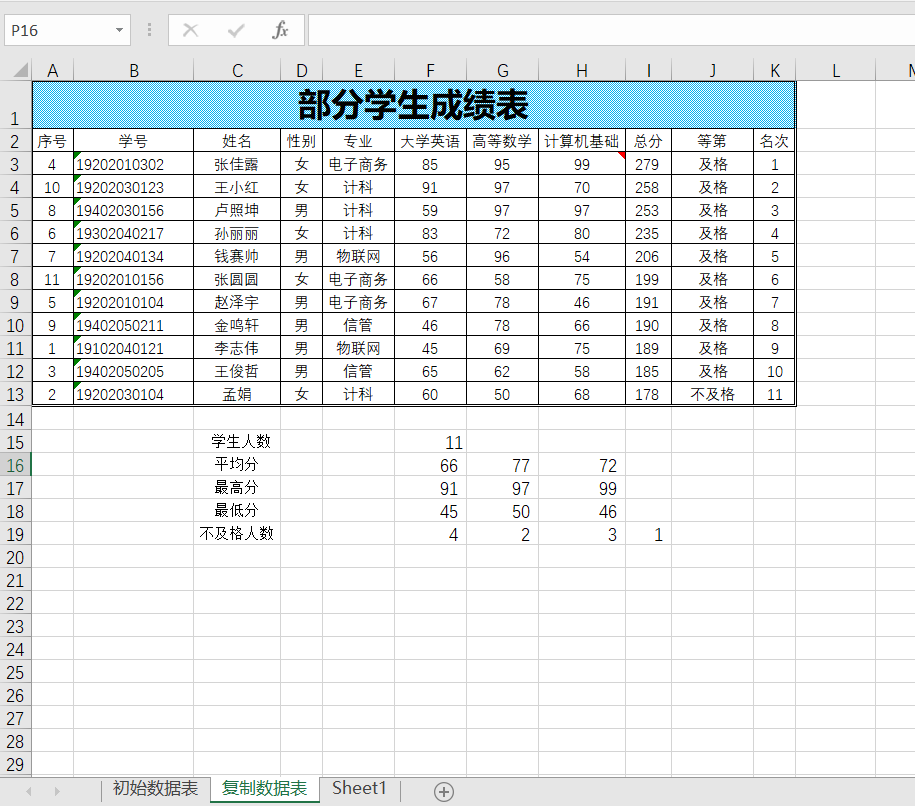 P16 fx
A B C D E F G H I J K L M
1 部分学生成绩表
2 序号 学号 姓名 性别 专业 大学英语 高等数学 计算机基础 总分 等第 名次
3 4 19202010302 张佳露 女 电子商务 85 95 99 279 及格 1
4 10 19202030123 王小红 女 计科 91 97 70 258 及格 2
5 8 19402030156 卢照坤 男 计科 59 97 97 253 及格 3
6 6 19302040217 孙丽丽 女 计科 83 72 80 235 及格 4
7 7 19202040134 钱赛帅 男 物联网 56 96 54 206 及格 5
8 11 19202010156 张圆圆 女 电子商务 66 58 75 199 及格 6
9 5 19202010104 赵泽宇 男 电子商务 67 78 46 191 及格 7
10 9 19402050211 金鸣轩 男 信管 46 78 66 190 及格 8
11 1 19102040121 李志伟 男 物联网 45 69 75 189 及格 9
12 3 19402050205 王俊哲 男 信管 65 62 58 185 及格 10
13 2 19202030104 孟娟 女 计科 60 50 68 178 不及格 11
14
15 学生人数 11
16 平均分 66 77 72
17 最高分 91 97 99
18 最低分 45 50 46
19 不及格人数 4 2 3 1
20
21
22
23
24
25
26
27
28
29
初始数据表 复制数据表 Sheet1